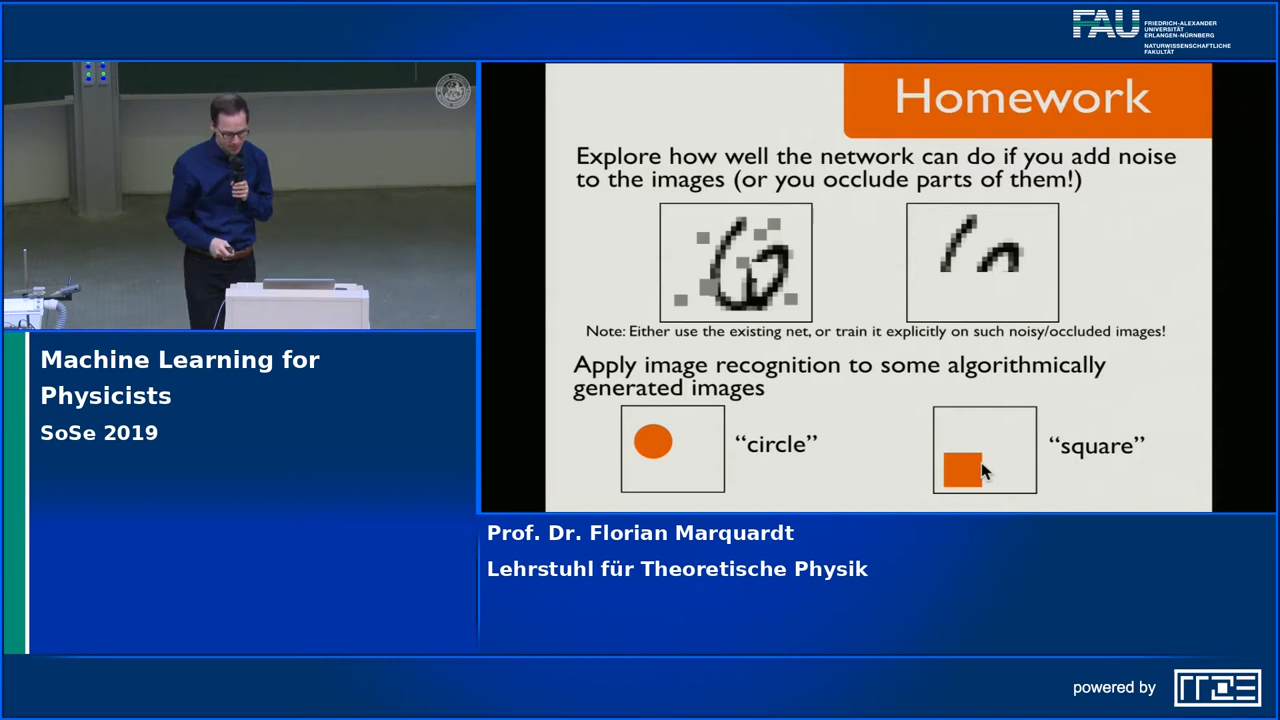 FAU
FRIEDRICH-ALEXANDER
UNIVERSITÄT
ERLANGEN-NÜRNBERG
NATURWISSENSCHAFTLICHE
FAKULTÄT
Homework
Explore how well the network can do if you add noise
to the images (or you occlude parts of them!)
Note: Either use the existing net, or train it explicitly on such noisy/occluded images!
Apply image recognition to some algorithmically
generated images
“circle”
“square”
Machine Learning for
Physicists
SoSe 2019
Prof. Dr. Florian Marquardt
Lehrstuhl für Theoretische Physik
powered by
RRZE